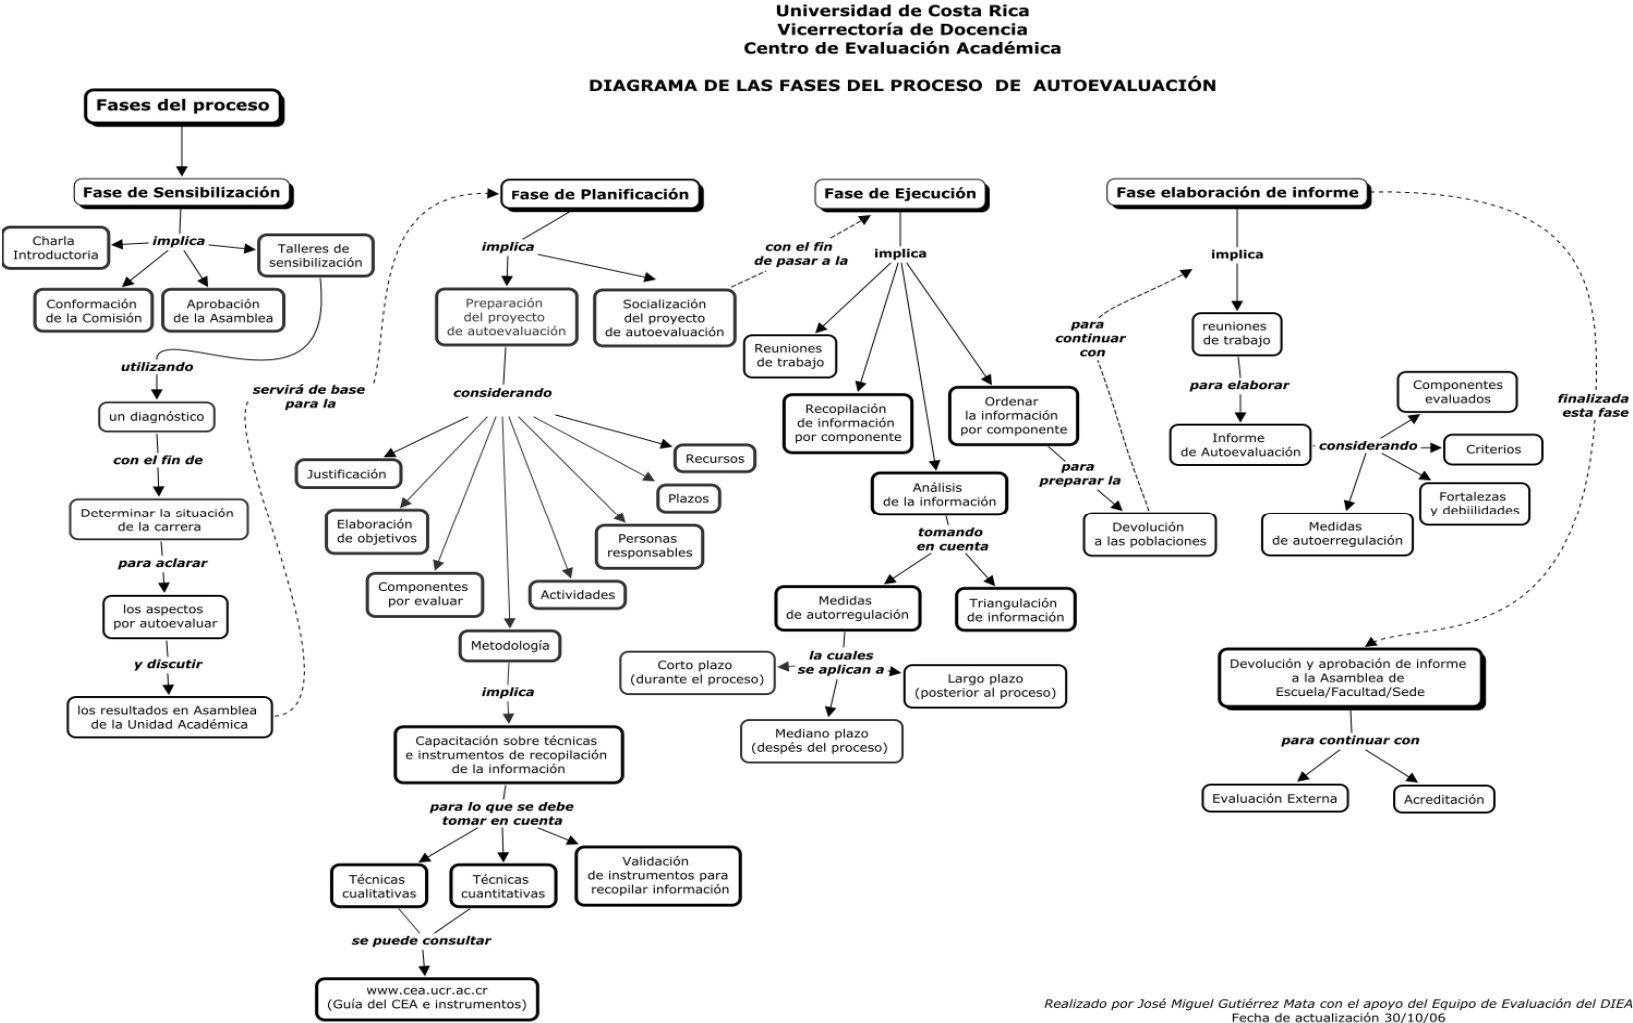 Universidad de Costa Rica
Vicerrectoría de Docencia
Centro de Evaluación Académica
DIAGRAMA DE LAS FASES DEL PROCESO DE AUTOEVALUACIÓN
Fases del proceso
Fase de Sensibilización
implica
Charla
Introductoria
Talleres de
sensibilización
Conformación
de la Comisión
Aprobación
de la Asamblea
utilizando
un diagnóstico
con el fin de
Determinar la situación
de la carrera
para aclarar
los aspectos
por autoevaluar
y discutir
los resultados en Asamblea
de la Unidad Académica
servirá de base
para la
Fase de Planificación
implica
Preparación
del proyecto
de autoevaluación
Socialización
del proyecto
de autoevaluación
considerando
Justificación
Elaboración
de objetivos
Componentes
por evaluar
Metodología
Actividades
Personas
responsables
Plazos
Recursos
implica
Capacitación sobre técnicas
e instrumentos de recopilación
de la información
para lo que se debe
tomar en cuenta
Técnicas
cualitativas
Técnicas
cuantitativas
Validación
de instrumentos para
recopilar información
se puede consultar
www.cea.ucr.ac.cr
(Guía del CEA e instrumentos)
con el fin
de pasar a la
Fase de Ejecución
implica
Reuniones
de trabajo
Recopilación
de información
por componente
Ordenar
la información
por componente
Análisis
de la información
para
preparar la
Devolución
a las poblaciones
tomando
en cuenta
Medidas
de autorregulación
Triangulación
de información
la cuales
se aplican a
Corto plazo
(durante el proceso)
Largo plazo
(posterior al proceso)
Mediano plazo
(despés del proceso)
para
continuar
con
Fase elaboración de informe
implica
reuniones
de trabajo
para elaborar
Informe
de Autoevaluación
considerando
Componentes
evaluados
Criterios
Fortalezas
y debiilidades
Medidas
de autoerregulación
finalizada
esta fase
Devolución y aprobación de informe
a la Asamblea de
Escuela/Facultad/Sede
para continuar con
Evaluación Externa
Acreditación
Realizado por José Miguel Gutiérrez Mata con el apoyo del Equipo de Evaluación del DIEA
Fecha de actualización 30/10/06